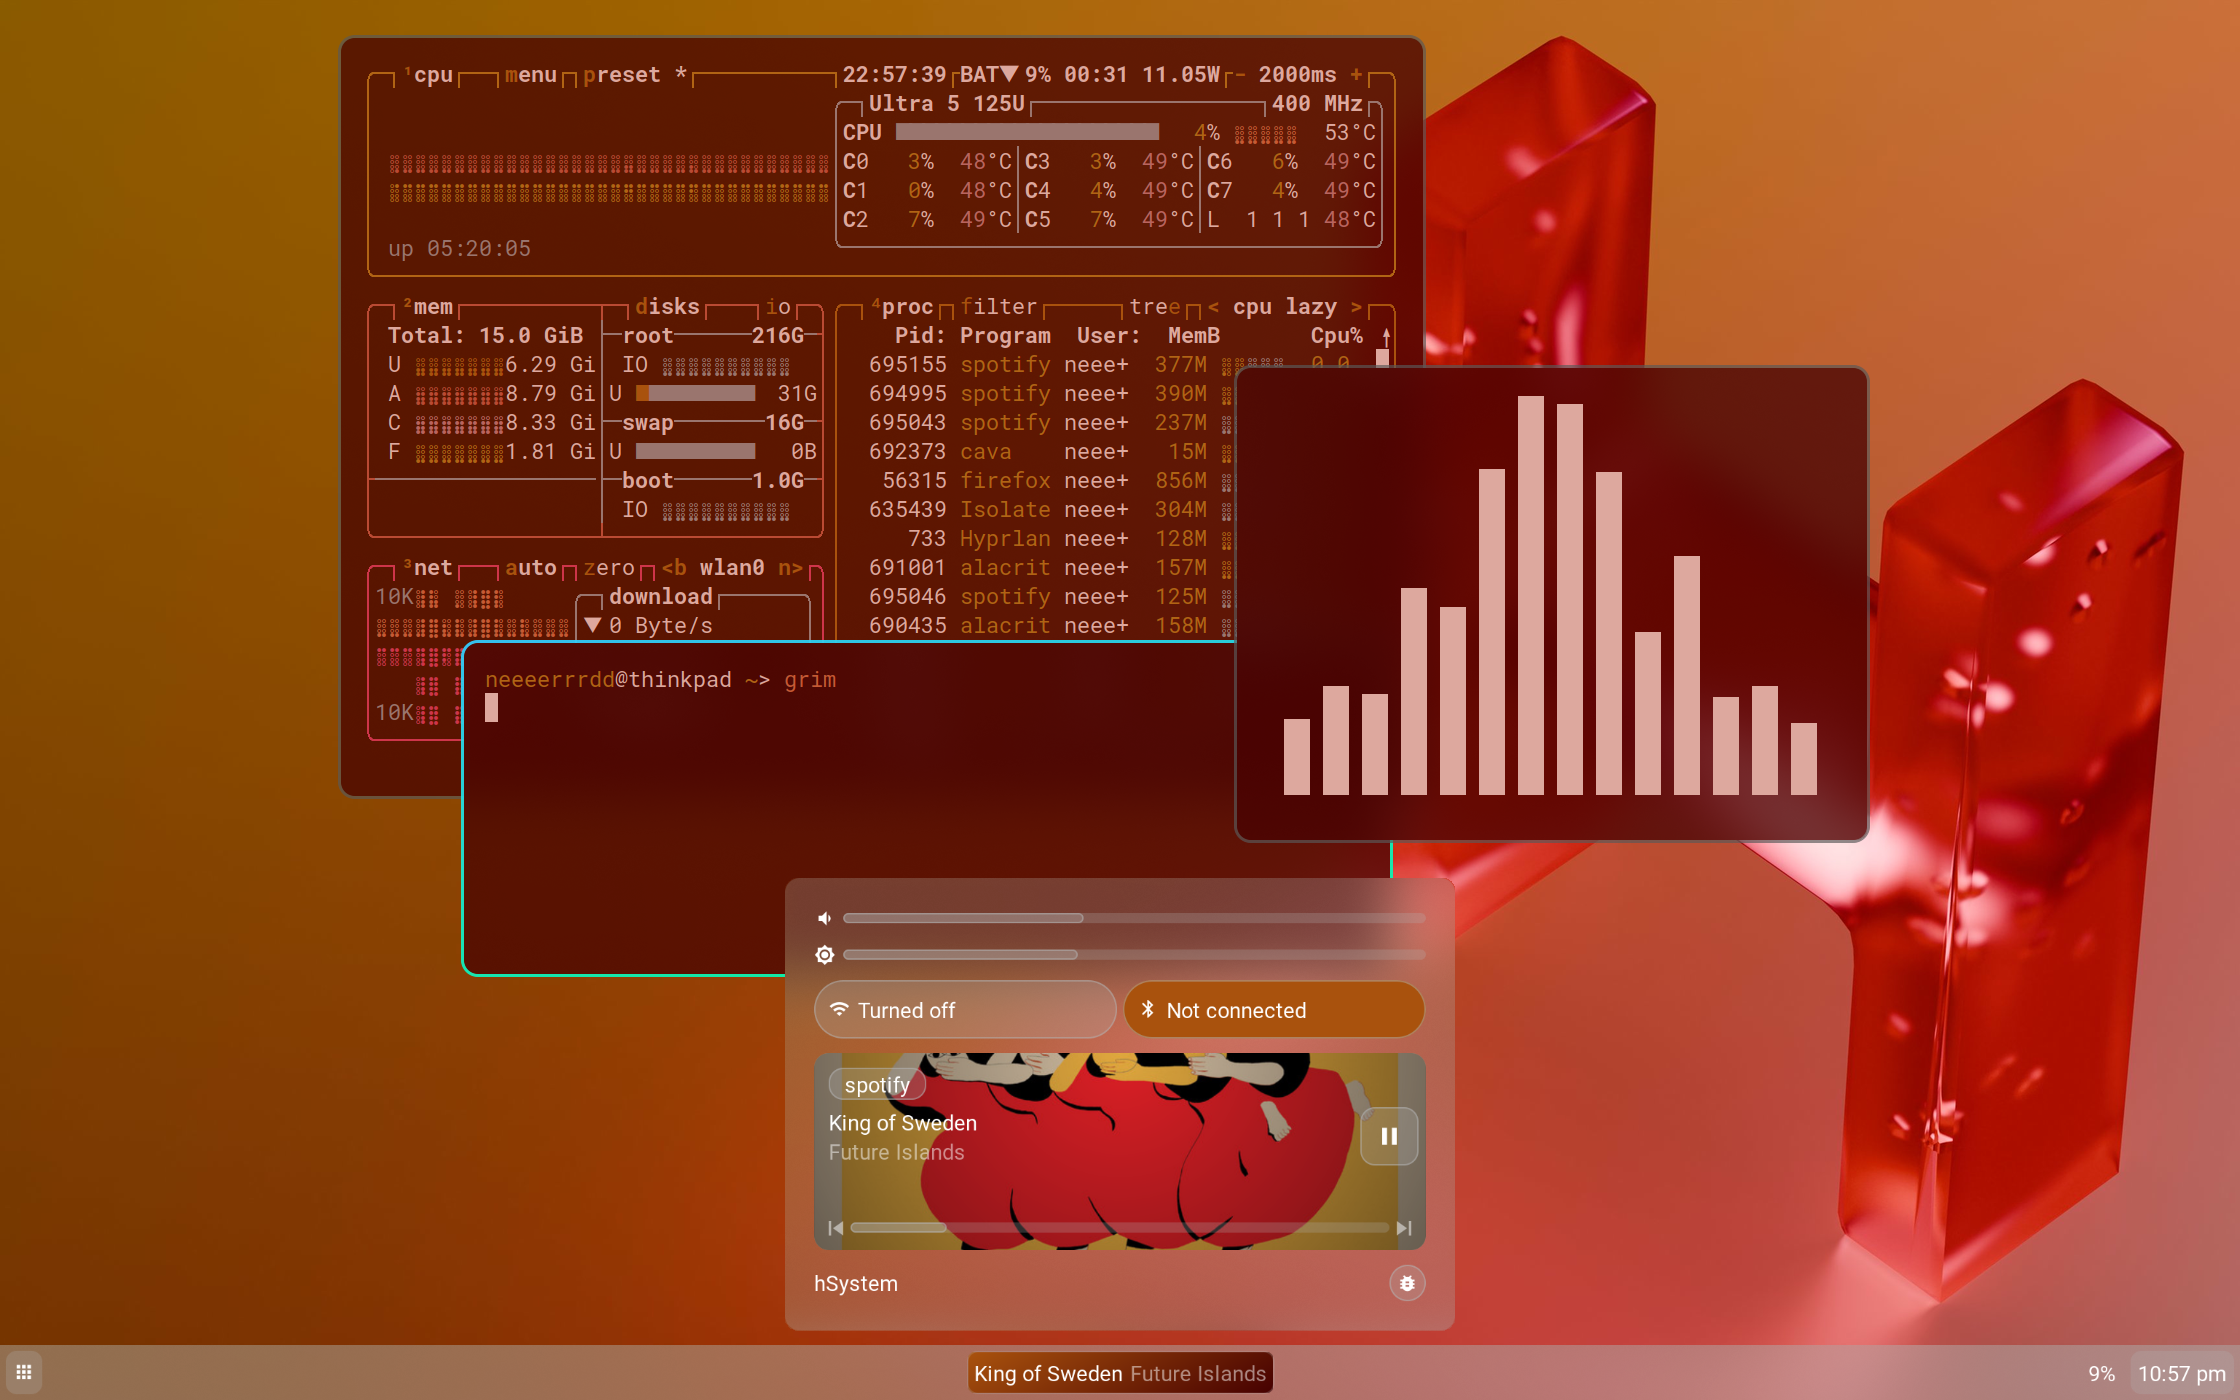 ¹cpu menu preset * 22:57:39 BAT▼ 9% 00:31 11.05W - 2000ms +
Ultra 5 125U 400 MHz
CPU 4% 53°C
C0 3% 48°C C3 3% 49°C C6 6% 49°C
C1 0% 48°C C4 4% 49°C C7 4% 49°C
C2 7% 49°C C5 7% 49°C L 1 1 1 48°C
up 05:20:05
²mem disks io
Total: 15.0 GiB root 216G
U 6.29 Gi IO
A 8.79 Gi U 31G
C 8.33 Gi swap 16G
F 1.81 Gi U 0B
boot 1.0G
IO
⁴proc filter tree < cpu lazy >
Pid: Program User: MemB Cpu% ↑
695155 spotify neee+ 377M 0.0
694995 spotify neee+ 390M
695043 spotify neee+ 237M
692373 cava neee+ 15M
56315 firefox neee+ 856M
635439 Isolate neee+ 304M
733 Hyprlan neee+ 128M
691001 alacrit neee+ 157M
695046 spotify neee+ 125M
690435 alacrit neee+ 158M
³net auto zero <b wlan0 n>
10K download
▼ 0 Byte/s
10K
neeeerrrdd@thinkpad ~> grim
Turned off
Not connected
spotify
King of Sweden
Future Islands
hSystem
King of Sweden Future Islands
9% 10:57 pm